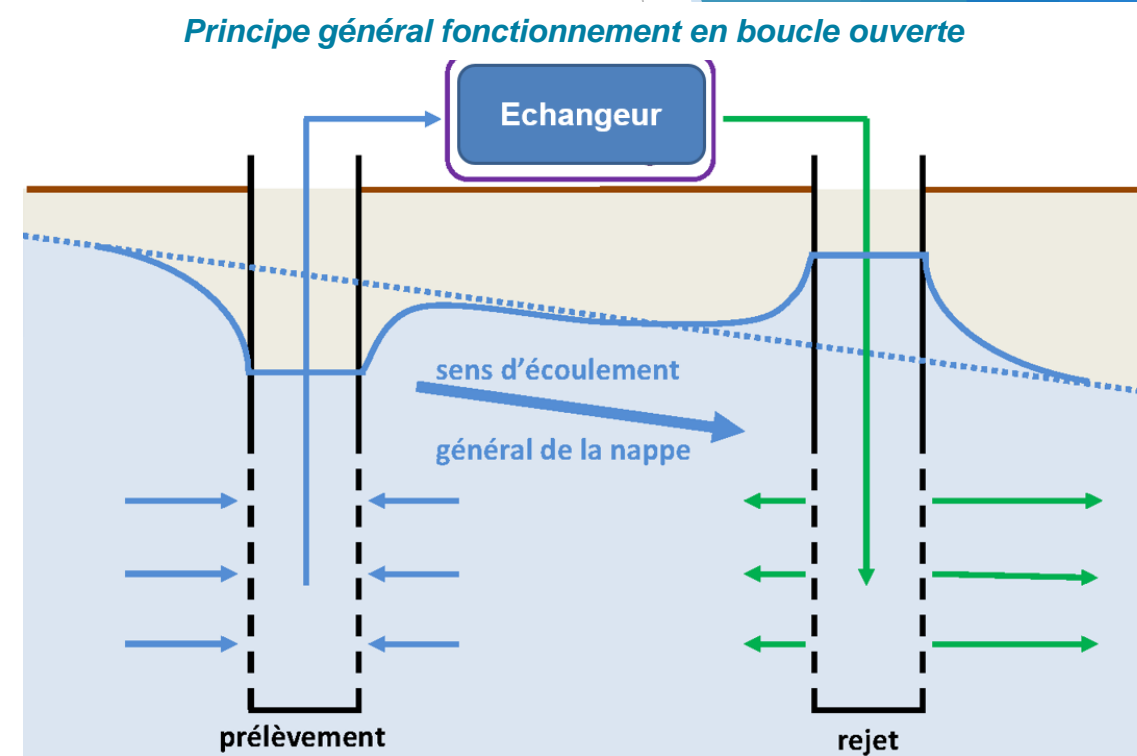 Principe général fonctionnement en boucle ouverte
Echangeur
sens d'écoulement
général de la nappe
prélèvement
rejet